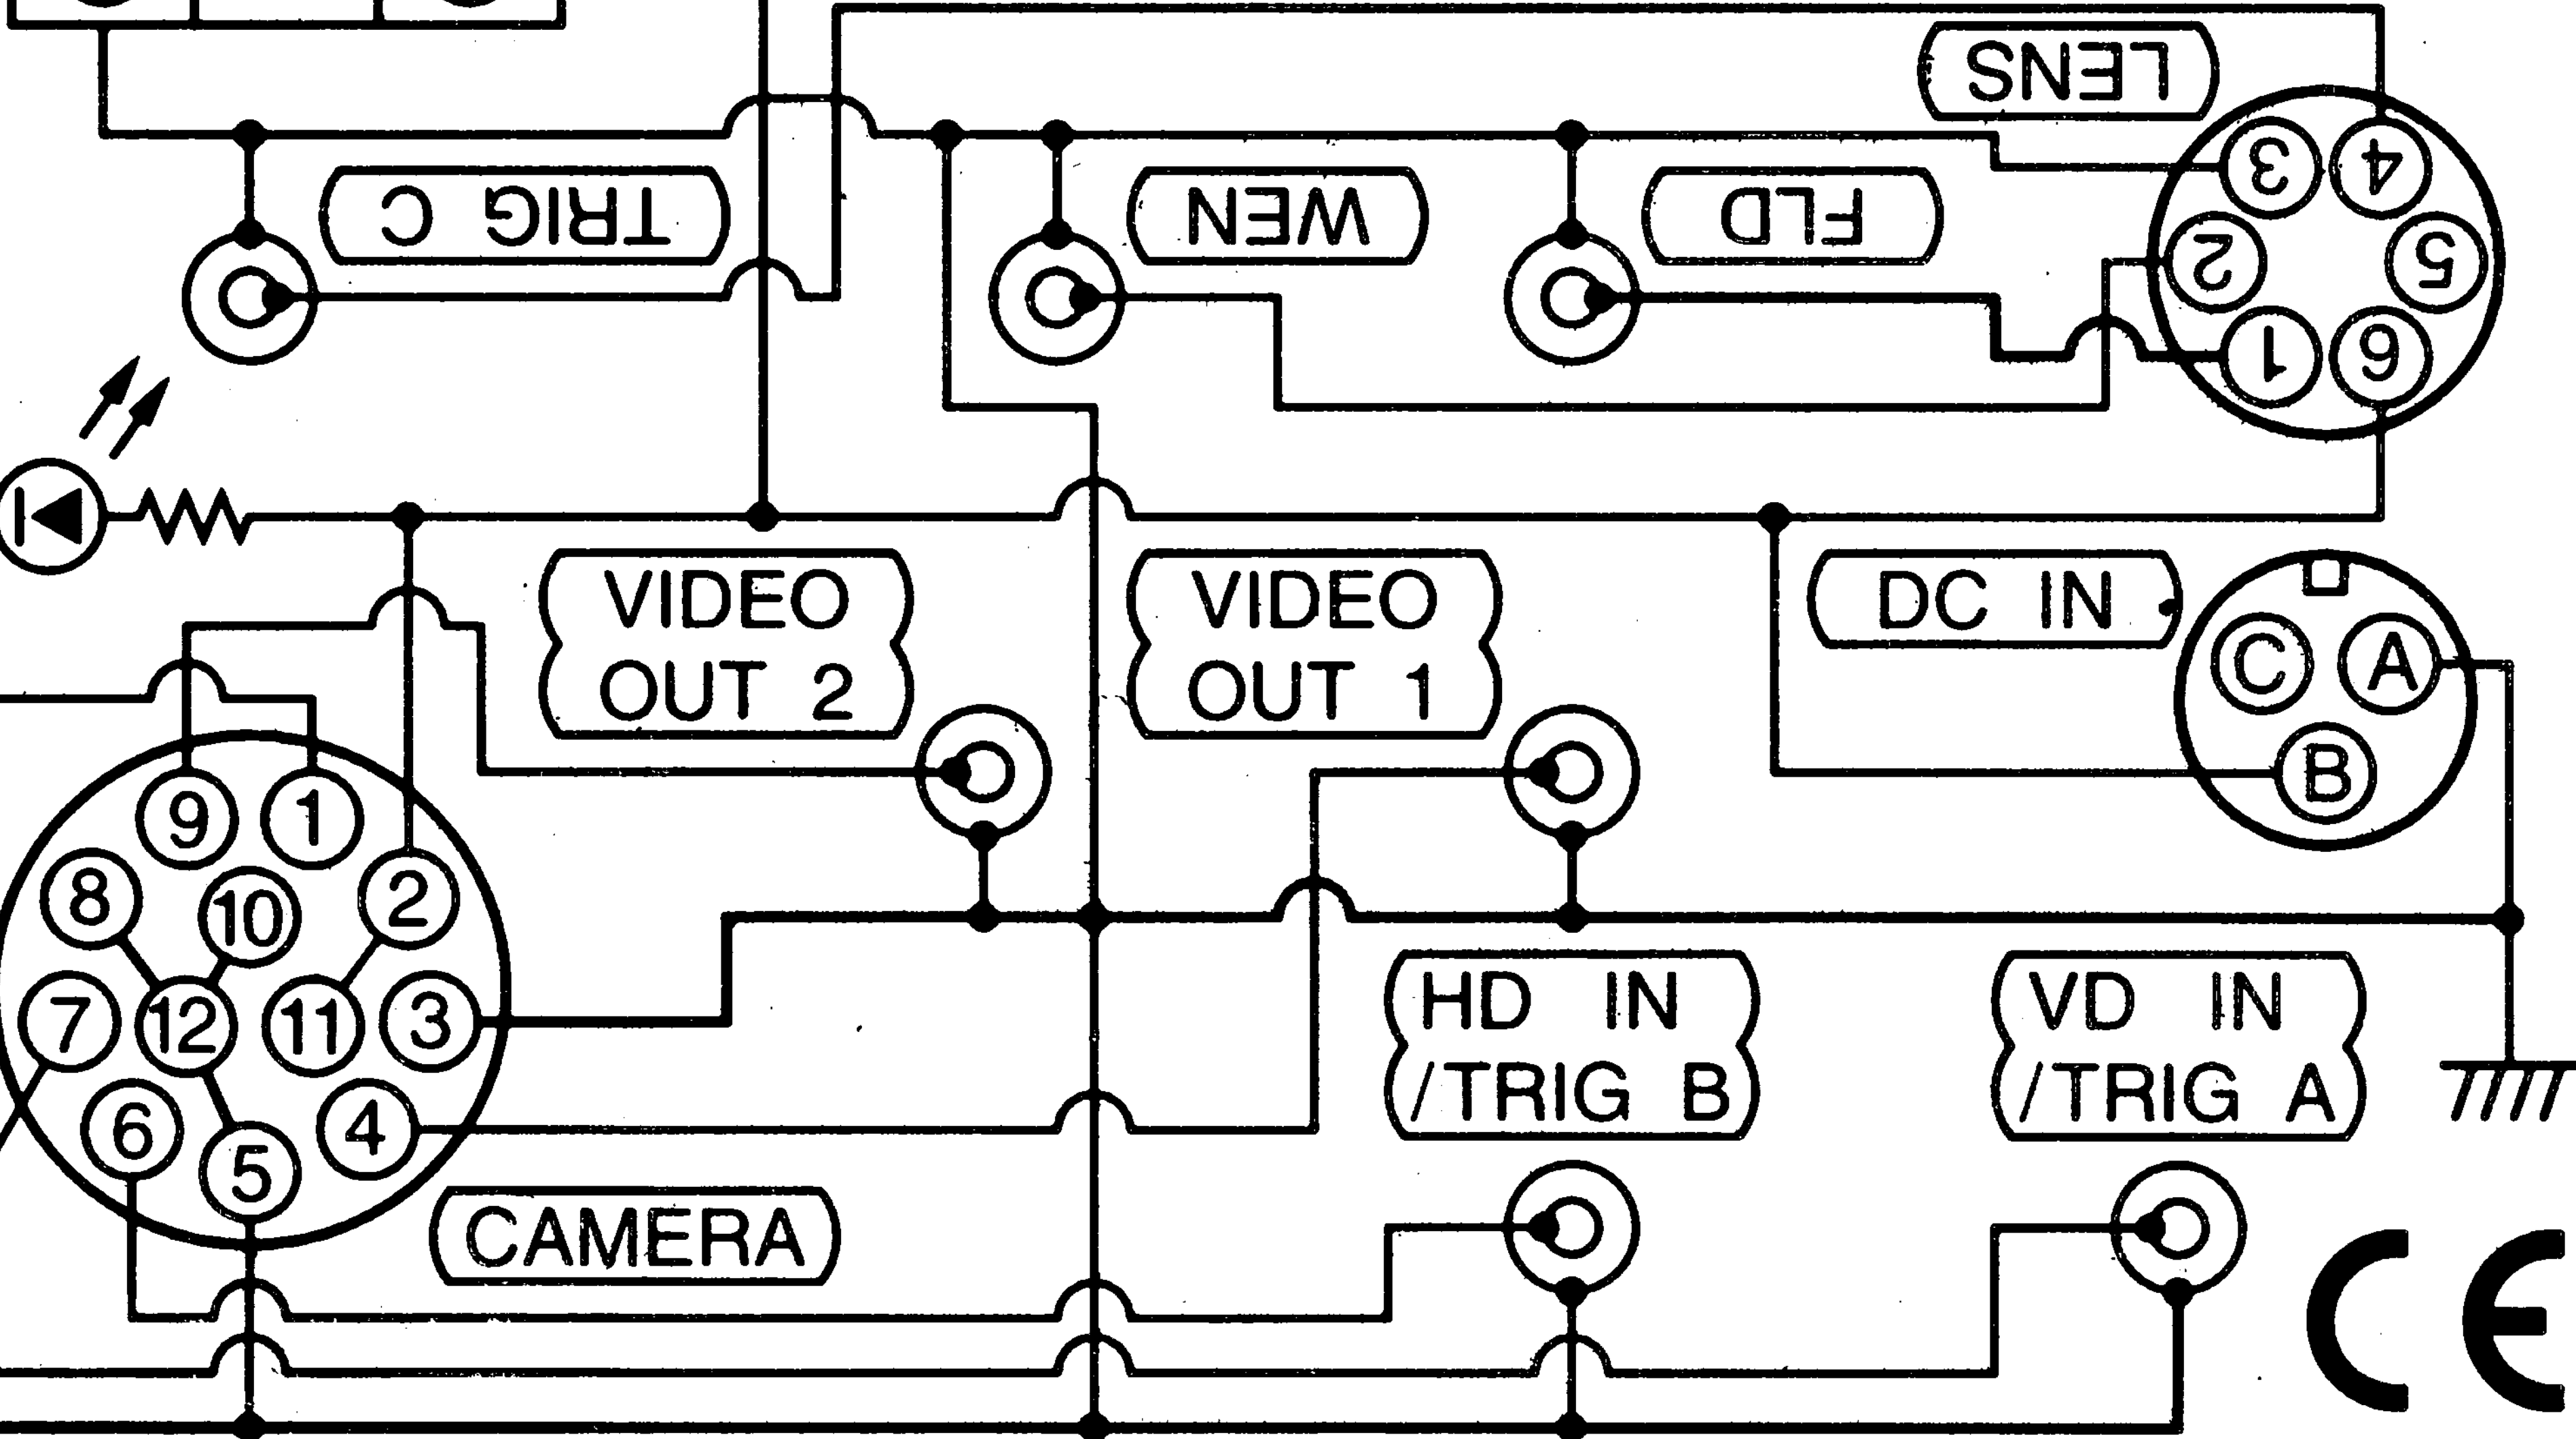 LENS
3 4
TRIG C
WEN
FLD
2 5
1 6
VIDEO
OUT 2
VIDEO
OUT 1
DC IN
C A
B
9 1
8 10 2
7 12 11 3
6 4
5
HD IN
/TRIG B
VD IN
/TRIG A
CAMERA
CE